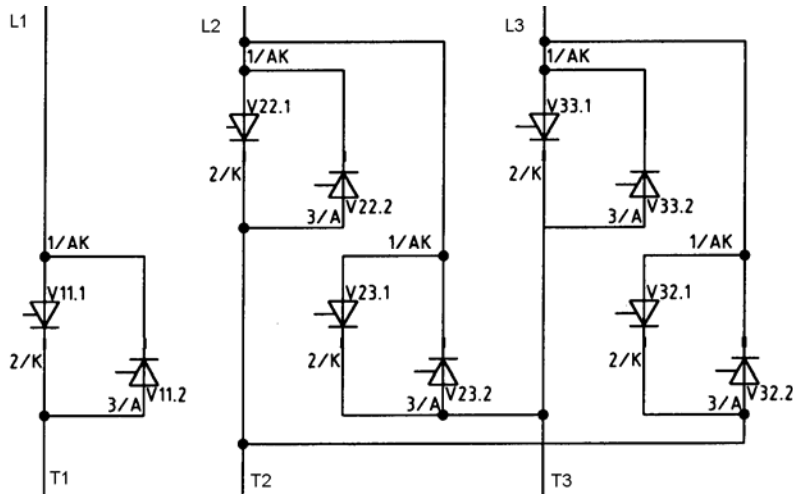 L1
L2
L3
1/AK
1/AK
V22.1
V33.1
2/K
2/K
V22.2
V33.2
3/A
3/A
1/AK
1/AK
1/AK
V11.1
V23.1
V32.1
2/K
2/K
2/K
V11.2
V23.2
V32.2
3/A
3/A
3/A
T1
T2
T3